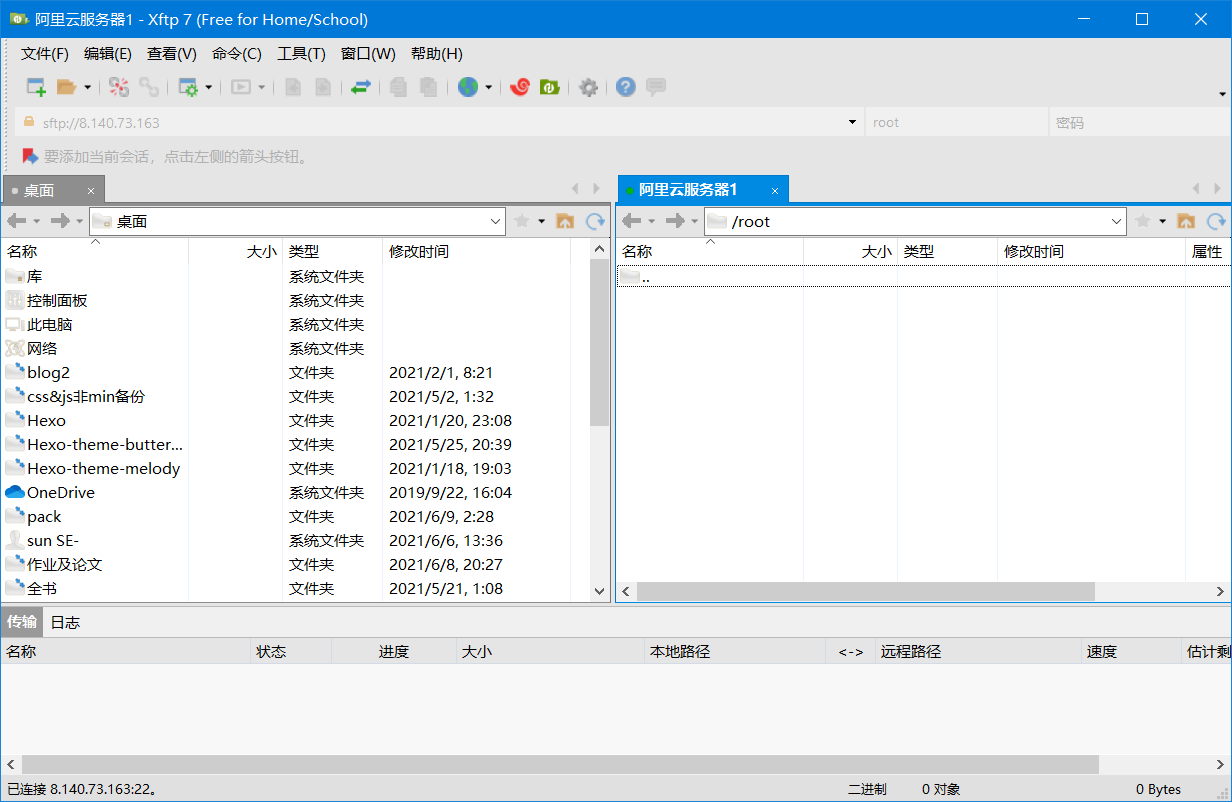 阿里云服务器1 - Xftp 7 (Free for Home/School)
文件(F) 编辑(E) 查看(V) 命令(C) 工具(T) 窗口(W) 帮助(H)
sftp://8.140.73.163 root 密码
要添加当前会话，点击左侧的箭头按钮。
桌面 ×
桌面
名称 大小 类型 修改时间
库 系统文件夹
控制面板 系统文件夹
此电脑 系统文件夹
网络 系统文件夹
blog2 文件夹 2021/2/1, 8:21
css&js非min备份 文件夹 2021/5/2, 1:32
Hexo 文件夹 2021/1/20, 23:08
Hexo-theme-butter... 文件夹 2021/5/25, 20:39
Hexo-theme-melody 文件夹 2021/1/18, 19:03
OneDrive 系统文件夹 2019/9/22, 16:04
pack 文件夹 2021/6/9, 2:28
sun SE- 系统文件夹 2021/6/6, 13:36
作业及论文 文件夹 2021/6/8, 20:27
全书 文件夹 2021/5/21, 1:08
阿里云服务器1 ×
/root
名称 大小 类型 修改时间 属性
..
传输 日志
名称 状态 进度 大小 本地路径 <-> 远程路径 速度 估计剩
已连接 8.140.73.163:22。 二进制 0 对象 0 Bytes